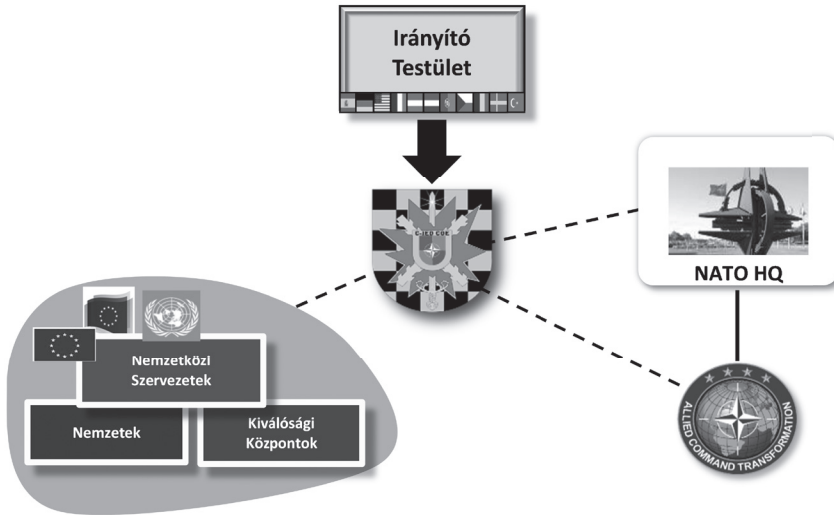 Irányító
Testület
C-IED COE
NATO HQ
Nemzetközi
Szervezetek
Nemzetek
Kiválósági
Központok
ALLIED COMMAND TRANSFORMATION